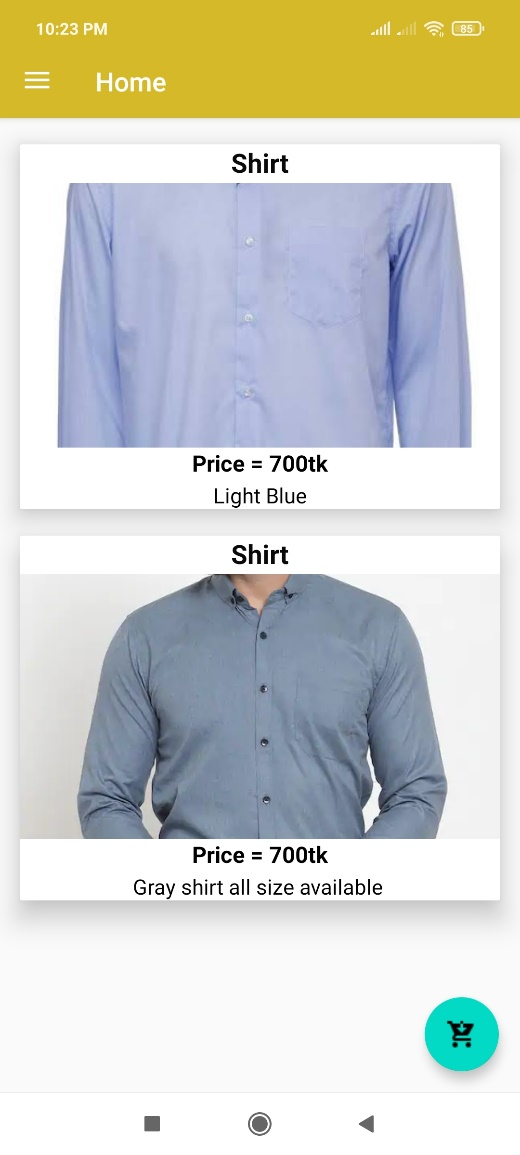 10:23 PM
85
Home
Shirt
Price = 700tk
Light Blue
Shirt
Price = 700tk
Gray shirt all size available